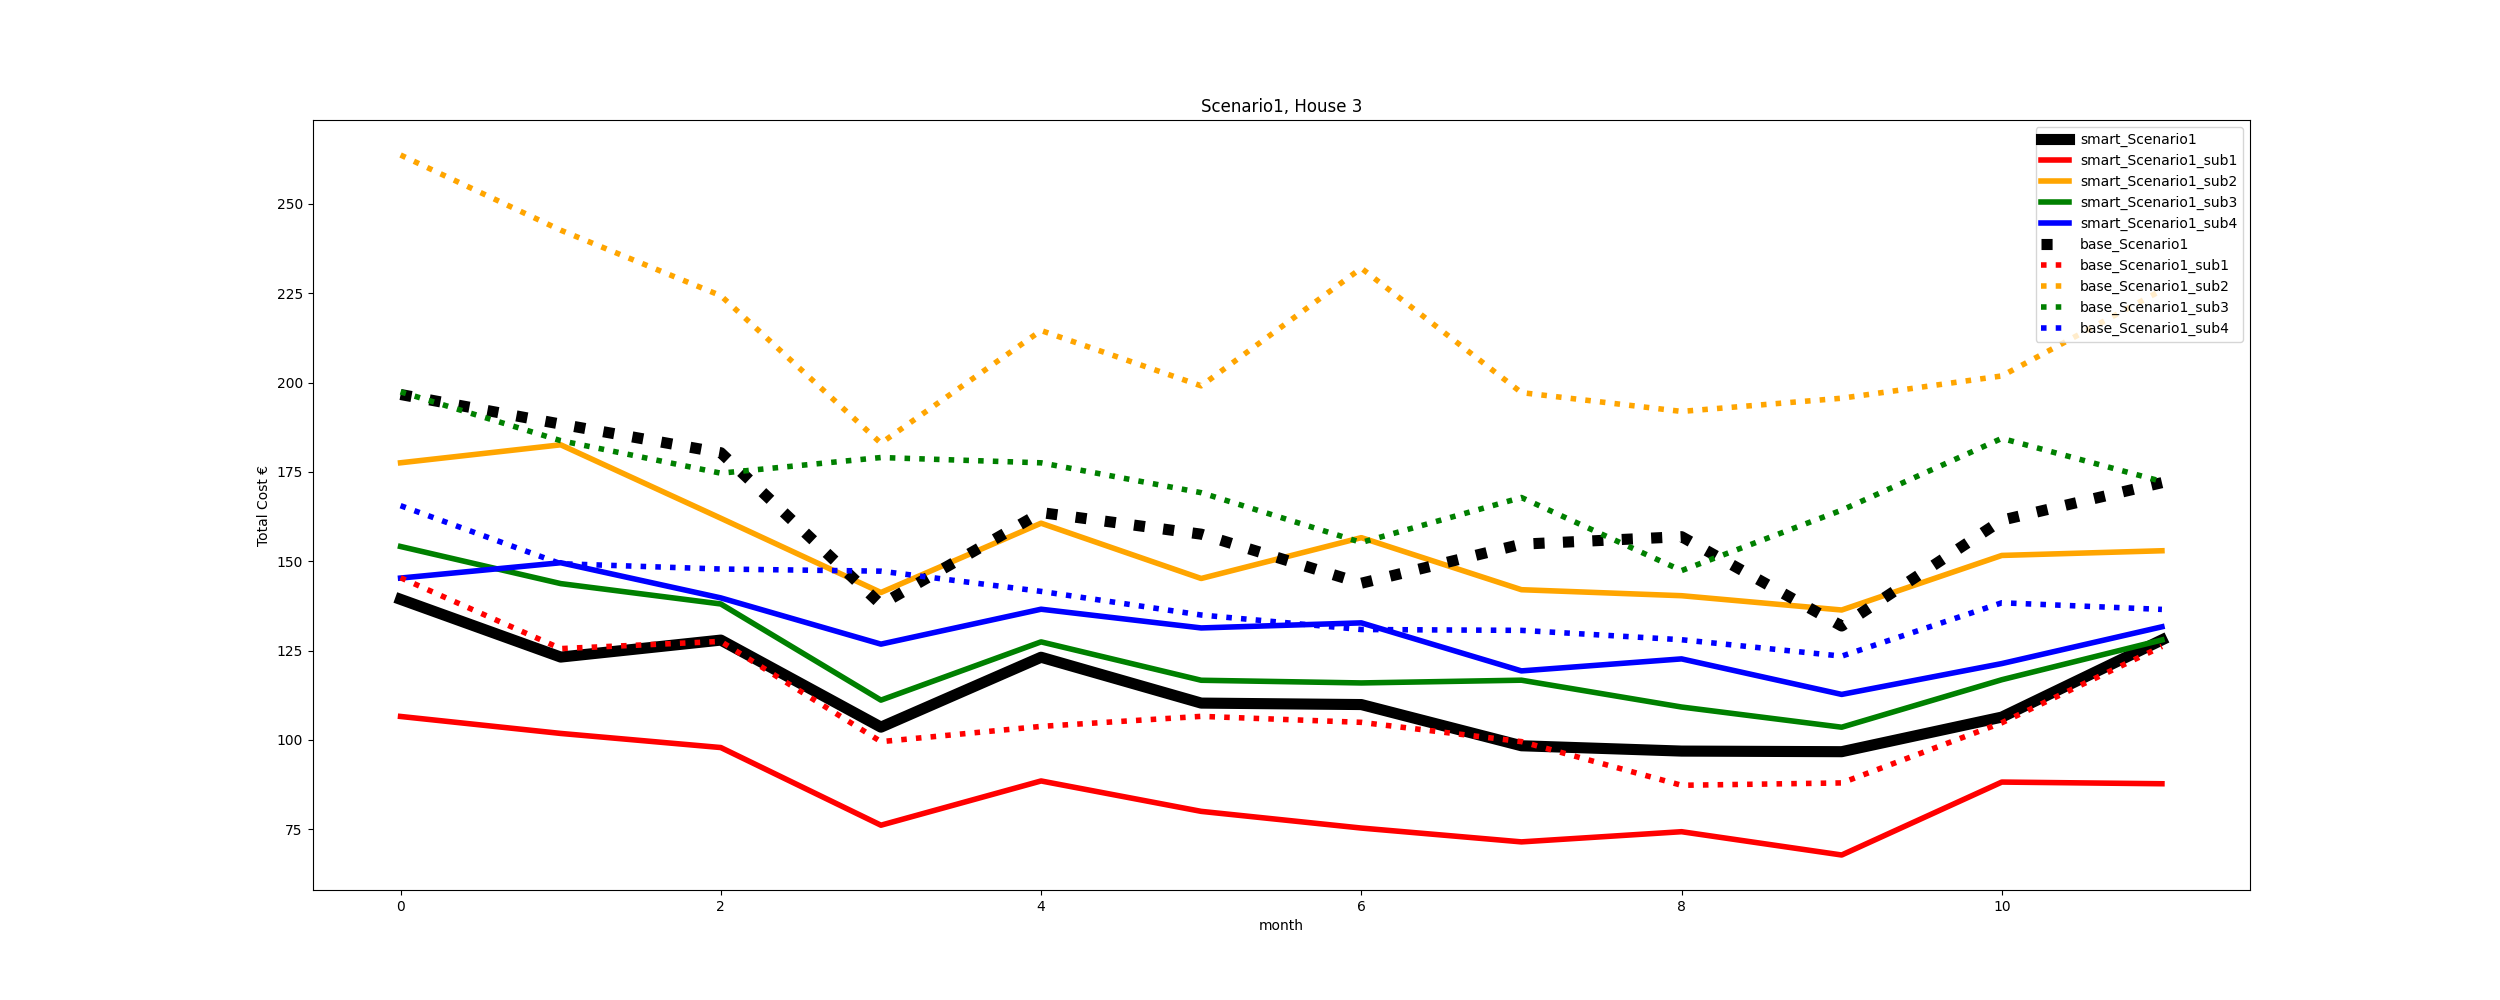 Scenario1, House 3
smart_Scenario1
smart_Scenario1_sub1
smart_Scenario1_sub2
smart_Scenario1_sub3
smart_Scenario1_sub4
base_Scenario1
base_Scenario1_sub1
base_Scenario1_sub2
base_Scenario1_sub3
base_Scenario1_sub4
Total Cost €
250
225
200
175
150
125
100
75
0 2 4 6 8 10
month